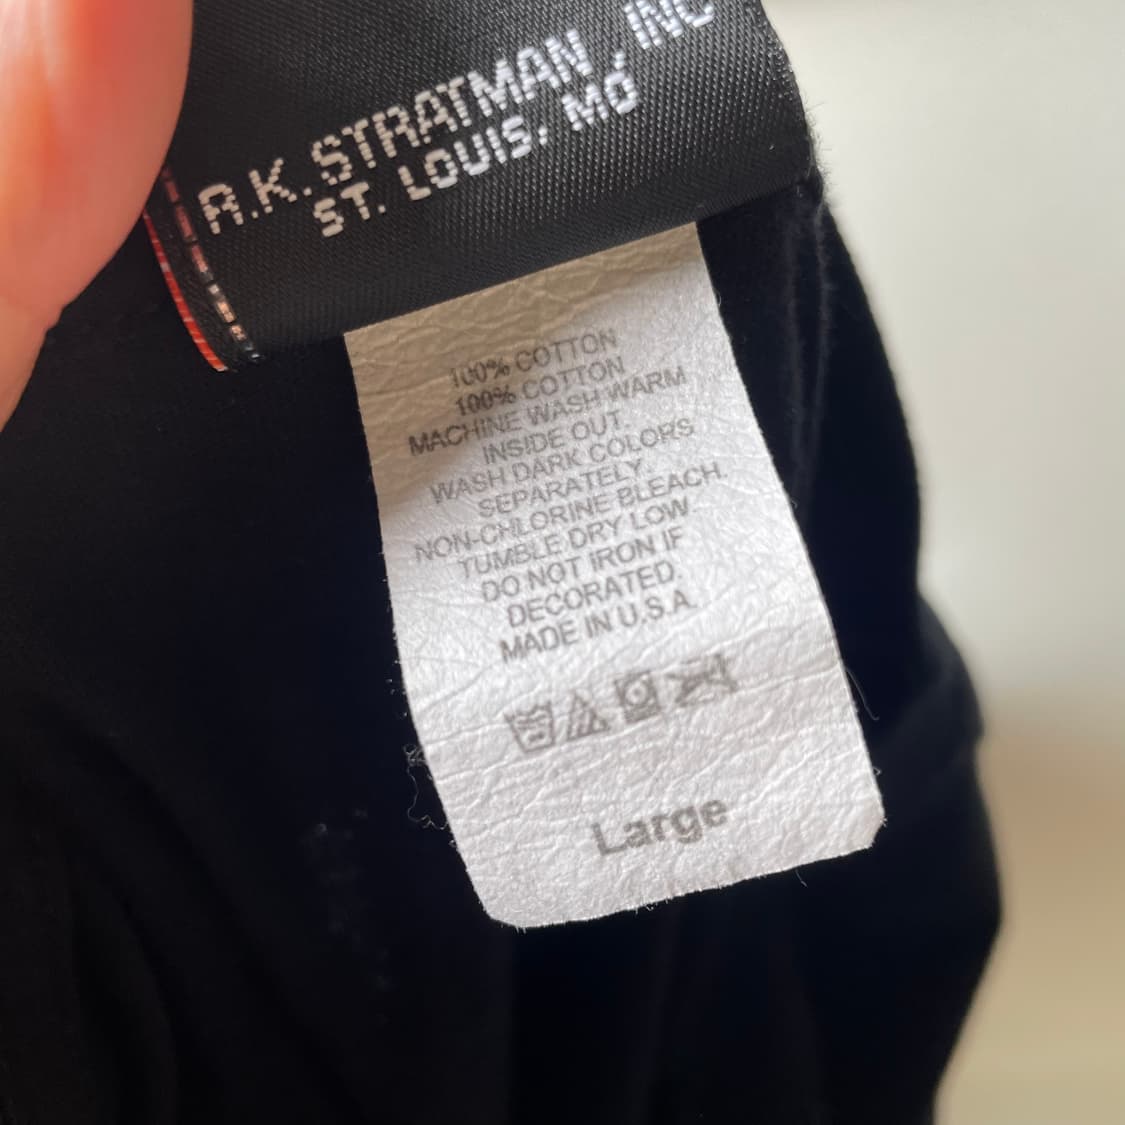 R.K. STRATMAN, INC
ST. LOUIS, MO
100% COTTON
100% COTTON
MACHINE WASH WARM
INSIDE OUT.
WASH DARK COLORS
SEPARATELY.
NON-CHLORINE BLEACH.
TUMBLE DRY LOW
DO NOT IRON IF
DECORATED.
MADE IN U.S.A.
Large